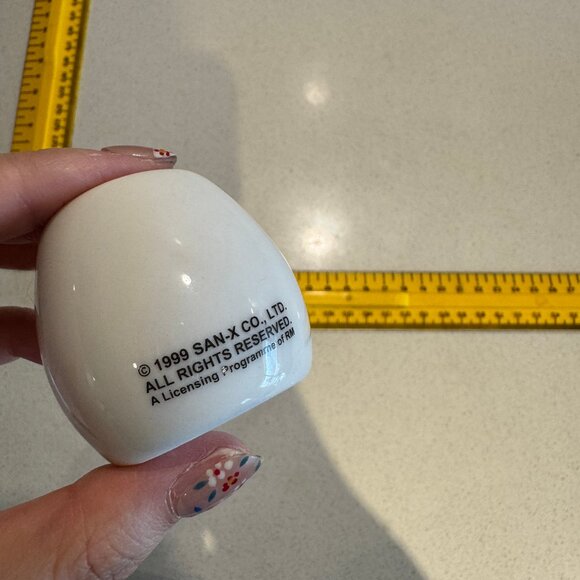 © 1999 SAN-X CO., LTD.
ALL RIGHTS RESERVED.
A Licensing Programme of RM